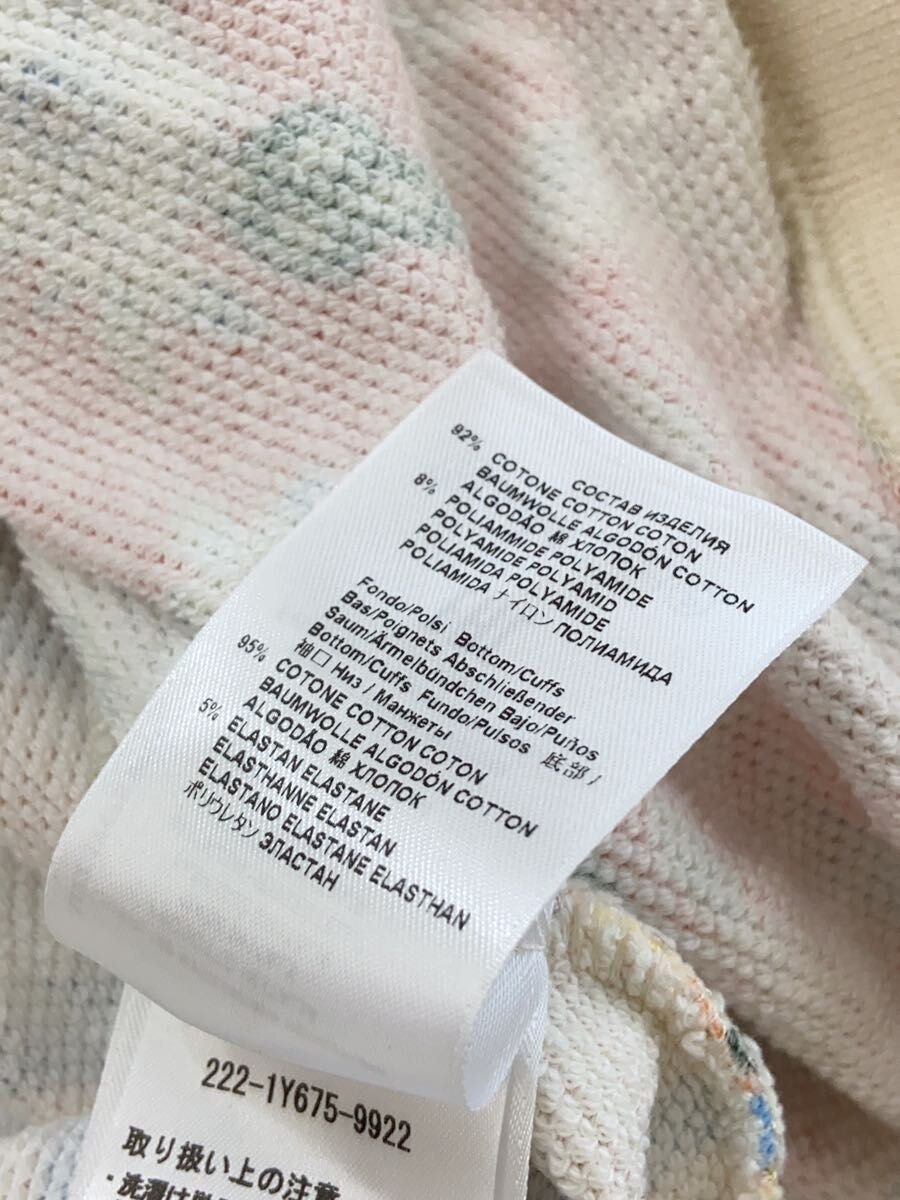 СОСТАВ ИЗДЕЛИЯ
92% COTONE COTTON COTON
BAUMWOLLE ALGODÓN COTTON
ALGODÃO 綿 ХЛОПОК
8% POLIAMMIDE POLYAMIDE
POLYAMIDE POLYAMID
POLIAMIDA POLYAMIDE
POLIAMIDA ナイロン ПОЛИАМИДА
Fondo/Polsi Bottom/Cuffs
Bas/Poignets Abschließender
Saum/Ärmelbündchen Bajo/Puños
Bottom/Cuffs Fundo/Pulsos 底部 /
袖口 Низ / Манжеты
95% COTONE COTTON COTON
BAUMWOLLE ALGODÓN COTTON
ALGODÃO 綿 ХЛОПОК
5% ELASTAN ELASTANE
ELASTHANNE ELASTAN
ELASTANO ELASTANE ELASTHAN
ポリウレタン ЭЛАСТАН
222-1Y675-9922
取り扱い上の注意
・洗濯は